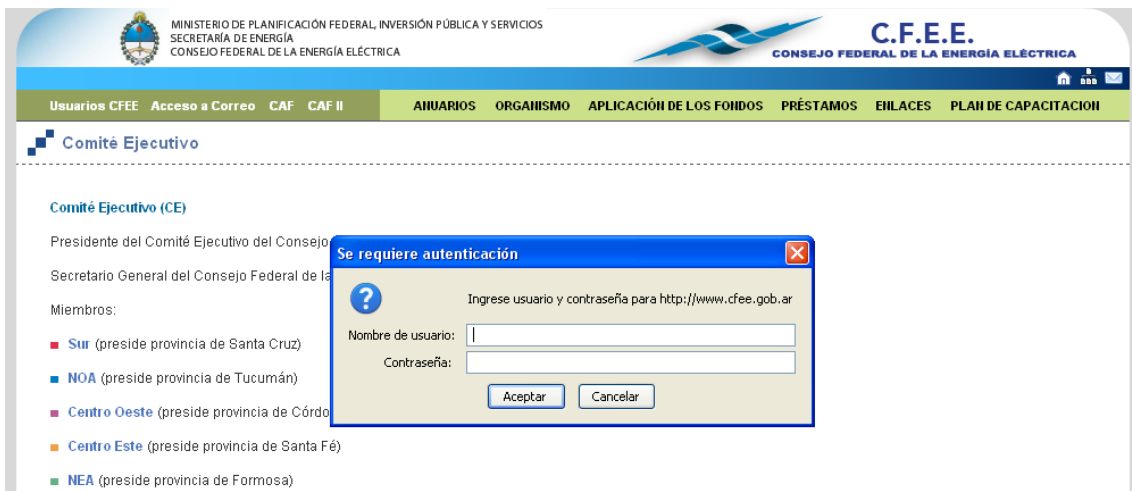 MINISTERIO DE PLANIFICACIÓN FEDERAL, INVERSIÓN PÚBLICA Y SERVICIOS
SECRETARÍA DE ENERGÍA
CONSEJO FEDERAL DE LA ENERGÍA ELÉCTRICA
C.F.E.E.
CONSEJO FEDERAL DE LA ENERGÍA ELÉCTRICA
Usuarios CFEE Acceso a Correo CAF CAF II ANUARIOS ORGANISMO APLICACIÓN DE LOS FONDOS PRÉSTAMOS ENLACES PLAN DE CAPACITACION
Comité Ejecutivo
Comité Ejecutivo (CE)
Presidente del Comité Ejecutivo del Consejo
Secretario General del Consejo Federal de la
Miembros:
Sur (preside provincia de Santa Cruz)
NOA (preside provincia de Tucumán)
Centro Oeste (preside provincia de Córdo
Centro Este (preside provincia de Santa Fé)
NEA (preside provincia de Formosa)
Se requiere autenticación
Ingrese usuario y contraseña para http://www.cfee.gob.ar
Nombre de usuario:
Contraseña:
Aceptar Cancelar